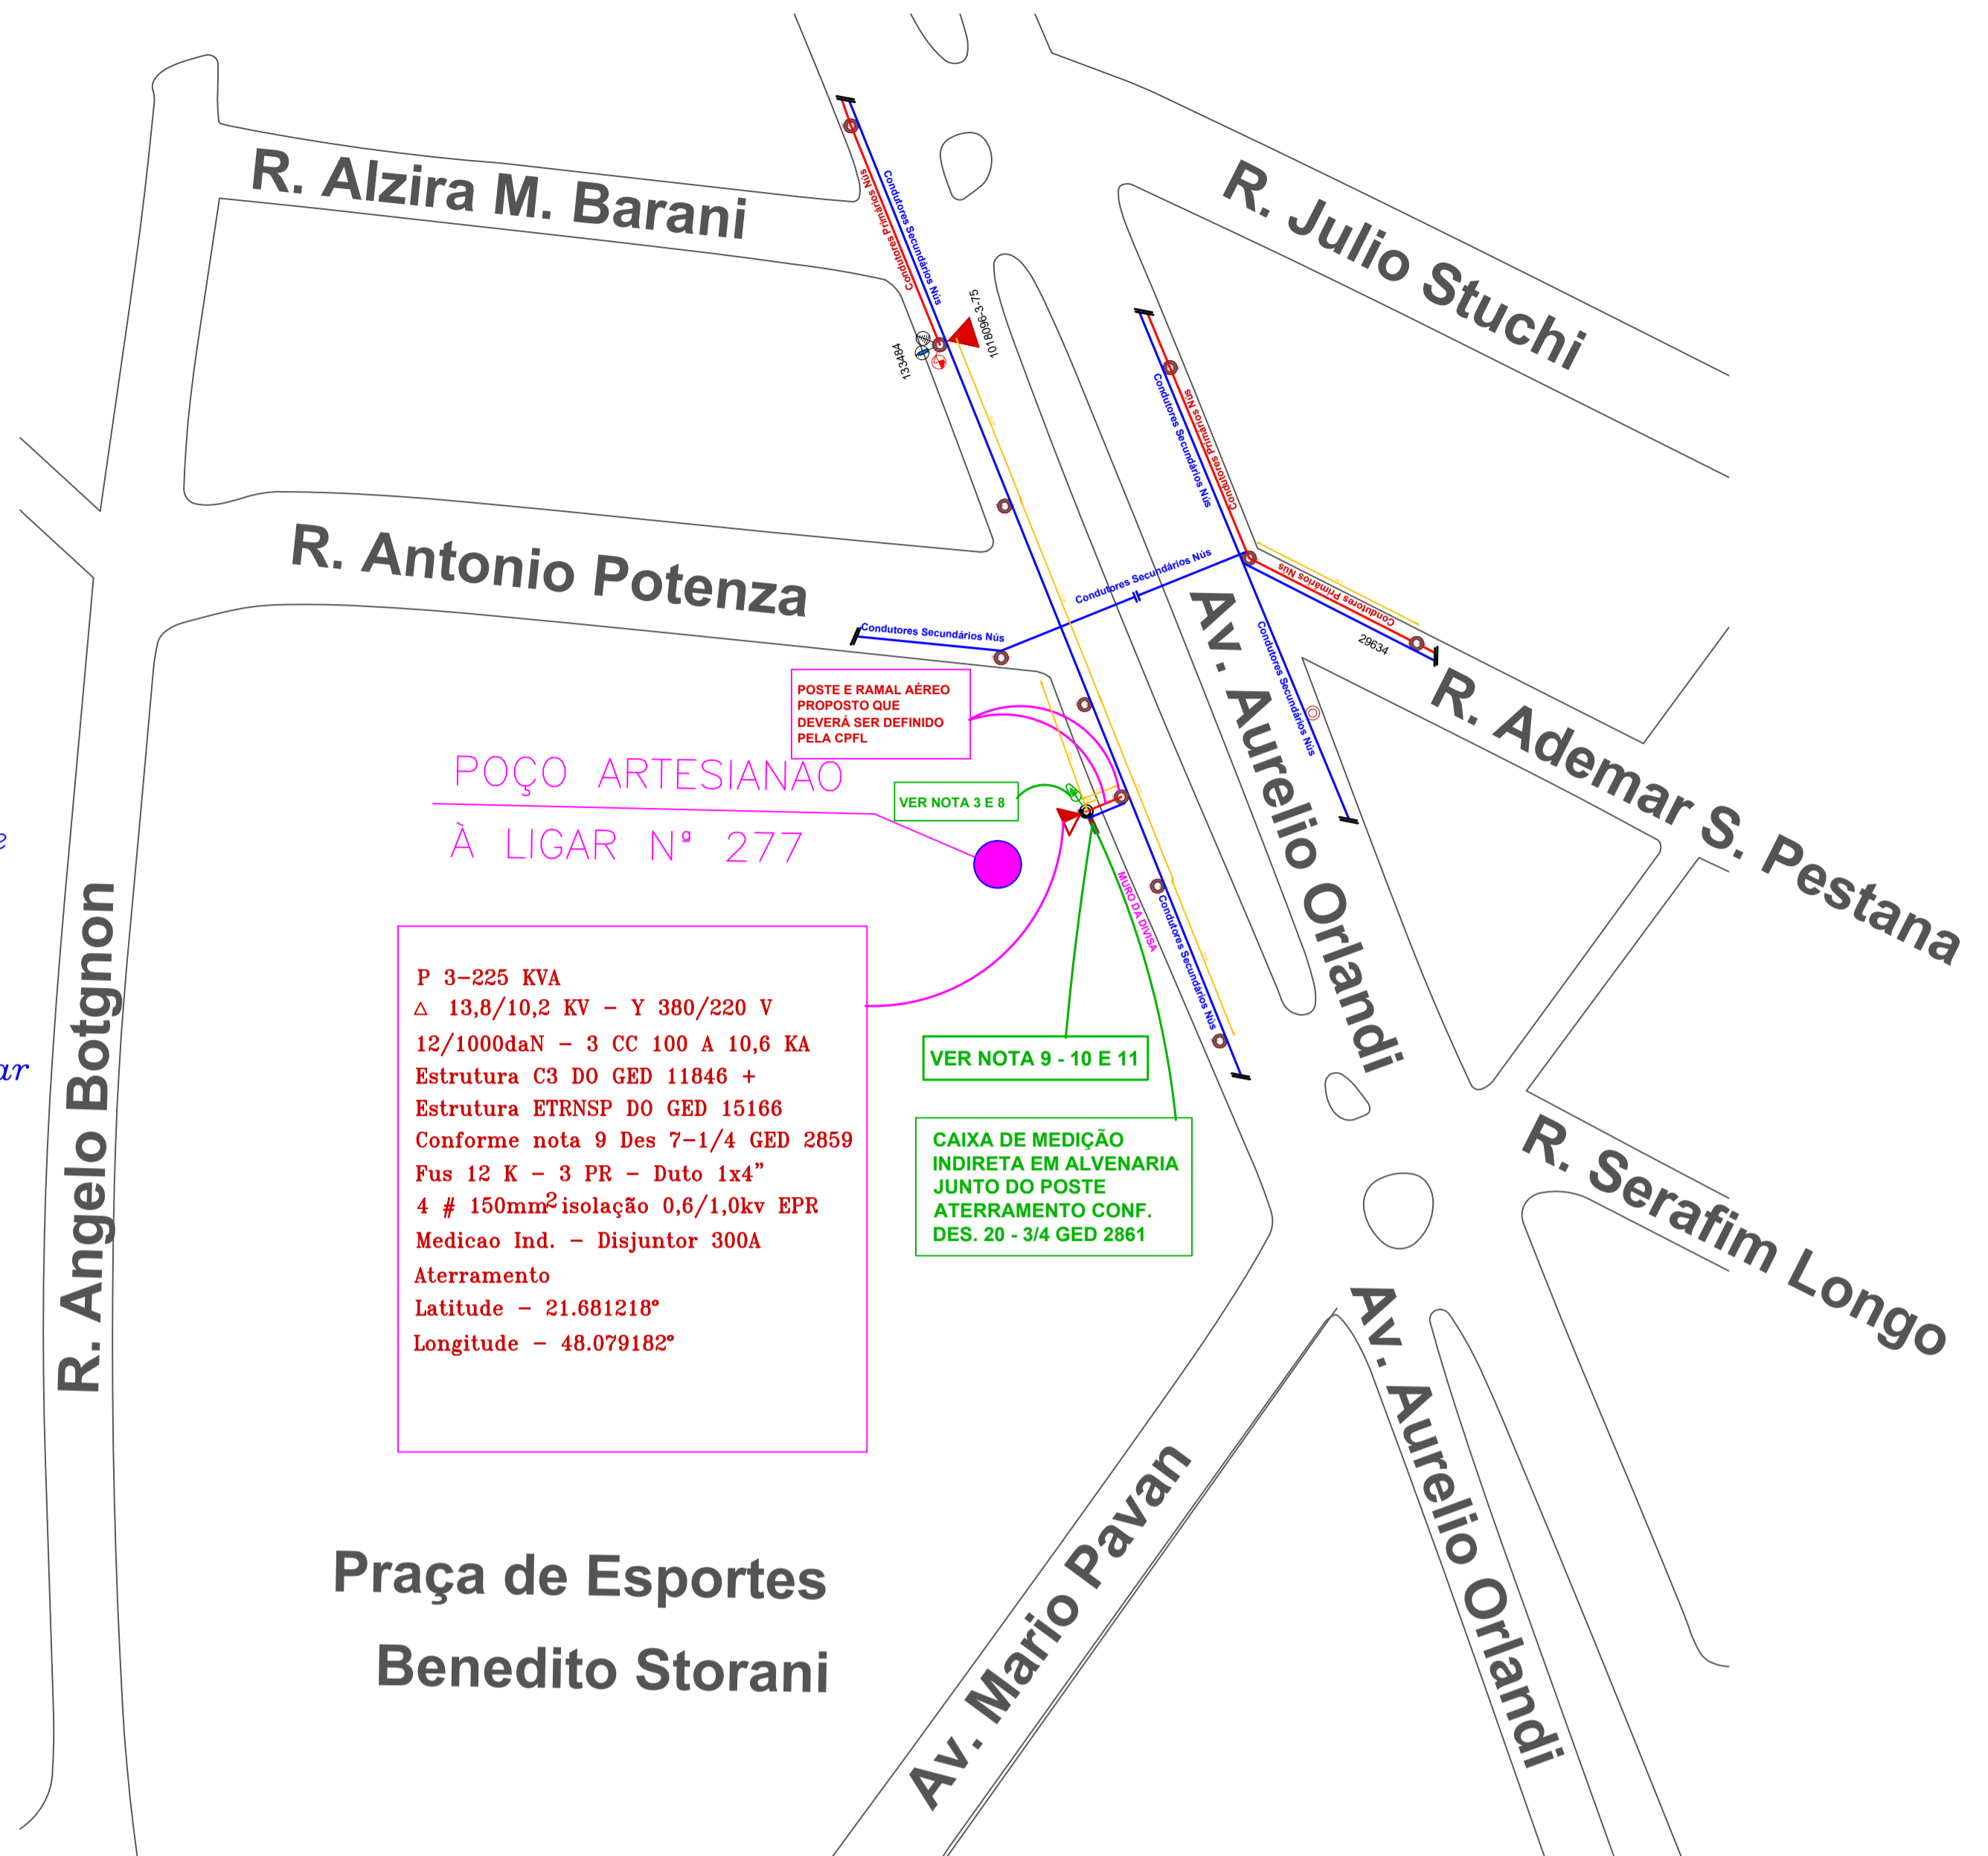 R. Alzira M. Barani
R. Julio Stuchi
Condutores Primários Nús
Condutores Secundários Nús
1018096-3-75
133484
Condutores Secundários Nús
Condutores Primários Nús
R. Antonio Potenza
Condutores Secundários Nús
Condutores Secundários Nús
Condutores Primários Nús
29634
Condutores Secundários Nús
Av. Aurelio Orlandi
R. Ademar S. Pestana
POSTE E RAMAL AÉREO
PROPOSTO QUE
DEVERÁ SER DEFINIDO
PELA CPFL
POÇO ARTESIANAO
À LIGAR Nª 277
VER NOTA 3 E 8
MURO DA DIVISA
Condutores Secundários Nús
e
ar
R. Angelo Botgnon
P 3-225 KVA
△ 13,8/10,2 KV - Y 380/220 V
12/1000daN - 3 CC 100 A 10,6 KA
Estrutura C3 DO GED 11846 +
Estrutura ETRNSP DO GED 15166
Conforme nota 9 Des 7-1/4 GED 2859
Fus 12 K - 3 PR - Duto 1x4"
4 # 150mm² isolação 0,6/1,0kv EPR
Medicao Ind. - Disjuntor 300A
Aterramento
Latitude - 21.681218°
Longitude - 48.079182°
VER NOTA 9 - 10 E 11
CAIXA DE MEDIÇÃO
INDIRETA EM ALVENARIA
JUNTO DO POSTE
ATERRAMENTO CONF.
DES. 20 - 3/4 GED 2861
R. Serafim Longo
Av. Mario Pavan
Av. Aurelio Orlandi
Praça de Esportes
Benedito Storani